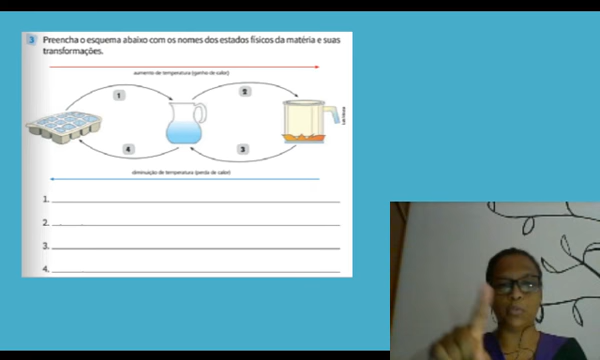 3 Preencha o esquema abaixo com os nomes dos estados físicos da matéria e suas
transformações.
aumento de temperatura (ganho de calor)
1
2
4
3
diminuição de temperatura (perda de calor)
1.
2.
3.
4.